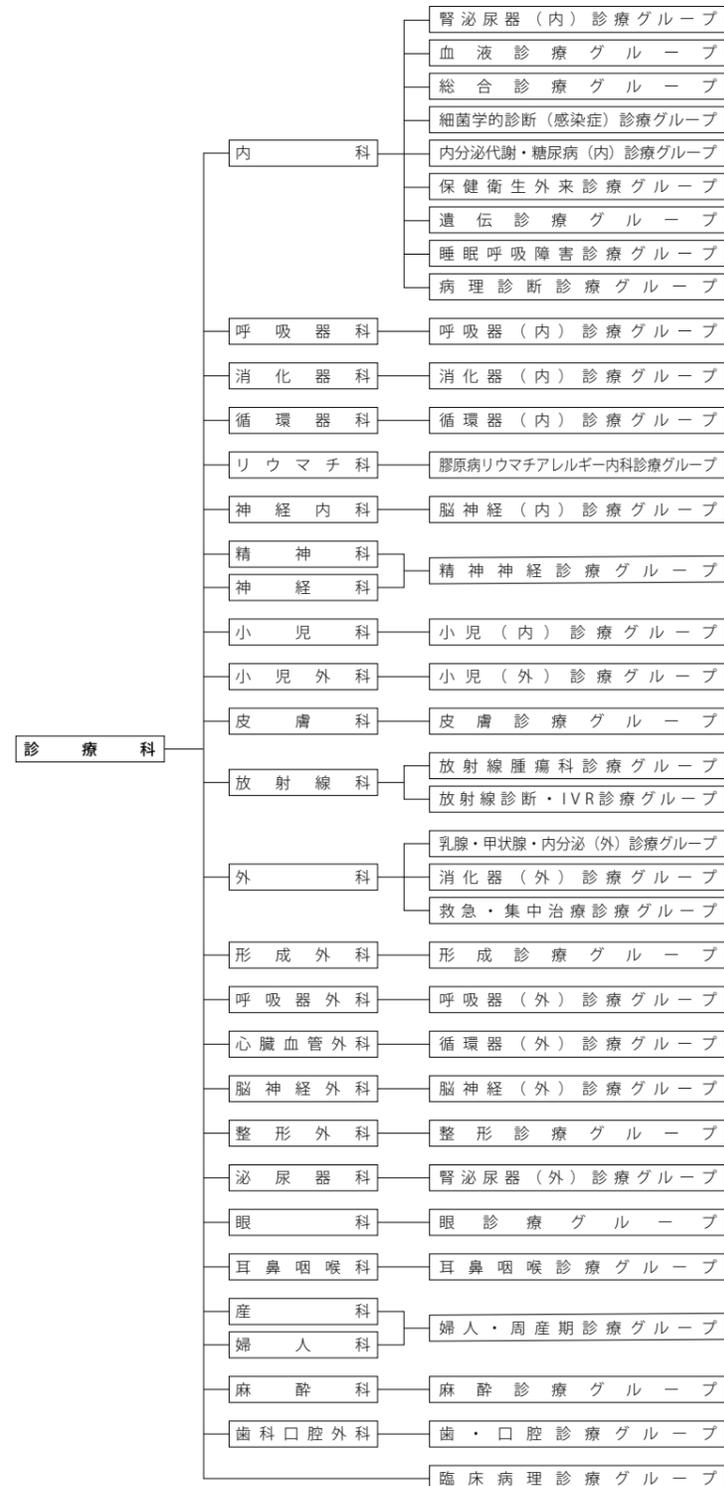 診療科
内科
腎泌尿器（内）診療グループ
血液診療グループ
総合診療グループ
細菌学的診断（感染症）診療グループ
内分泌代謝・糖尿病（内）診療グループ
保健衛生外来診療グループ
遺伝診療グループ
睡眠呼吸障害診療グループ
病理診断診療グループ
呼吸器科
呼吸器（内）診療グループ
消化器科
消化器（内）診療グループ
循環器科
循環器（内）診療グループ
リウマチ科
膠原病リウマチアレルギー内科診療グループ
神経内科
脳神経（内）診療グループ
精神科
神経科
精神神経診療グループ
小児科
小児（内）診療グループ
小児外科
小児（外）診療グループ
皮膚科
皮膚診療グループ
放射線科
放射線腫瘍科診療グループ
放射線診断・IVR診療グループ
外科
乳腺・甲状腺・内分泌（外）診療グループ
消化器（外）診療グループ
救急・集中治療診療グループ
形成外科
形成診療グループ
呼吸器外科
呼吸器（外）診療グループ
心臓血管外科
循環器（外）診療グループ
脳神経外科
脳神経（外）診療グループ
整形外科
整形診療グループ
泌尿器科
腎泌尿器（外）診療グループ
眼科
眼診療グループ
耳鼻咽喉科
耳鼻咽喉診療グループ
産科
婦人科
婦人・周産期診療グループ
麻酔科
麻酔診療グループ
歯科口腔外科
歯・口腔診療グループ
臨床病理診療グループ